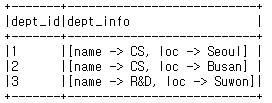 +-------+--------------------------+
|dept_id|dept_info                 |
+-------+--------------------------+
|1      |[name -> CS, loc -> Seoul]|
|2      |[name -> CS, loc -> Busan]|
|3      |[name -> R&D, loc -> Suwon]|
+-------+--------------------------+